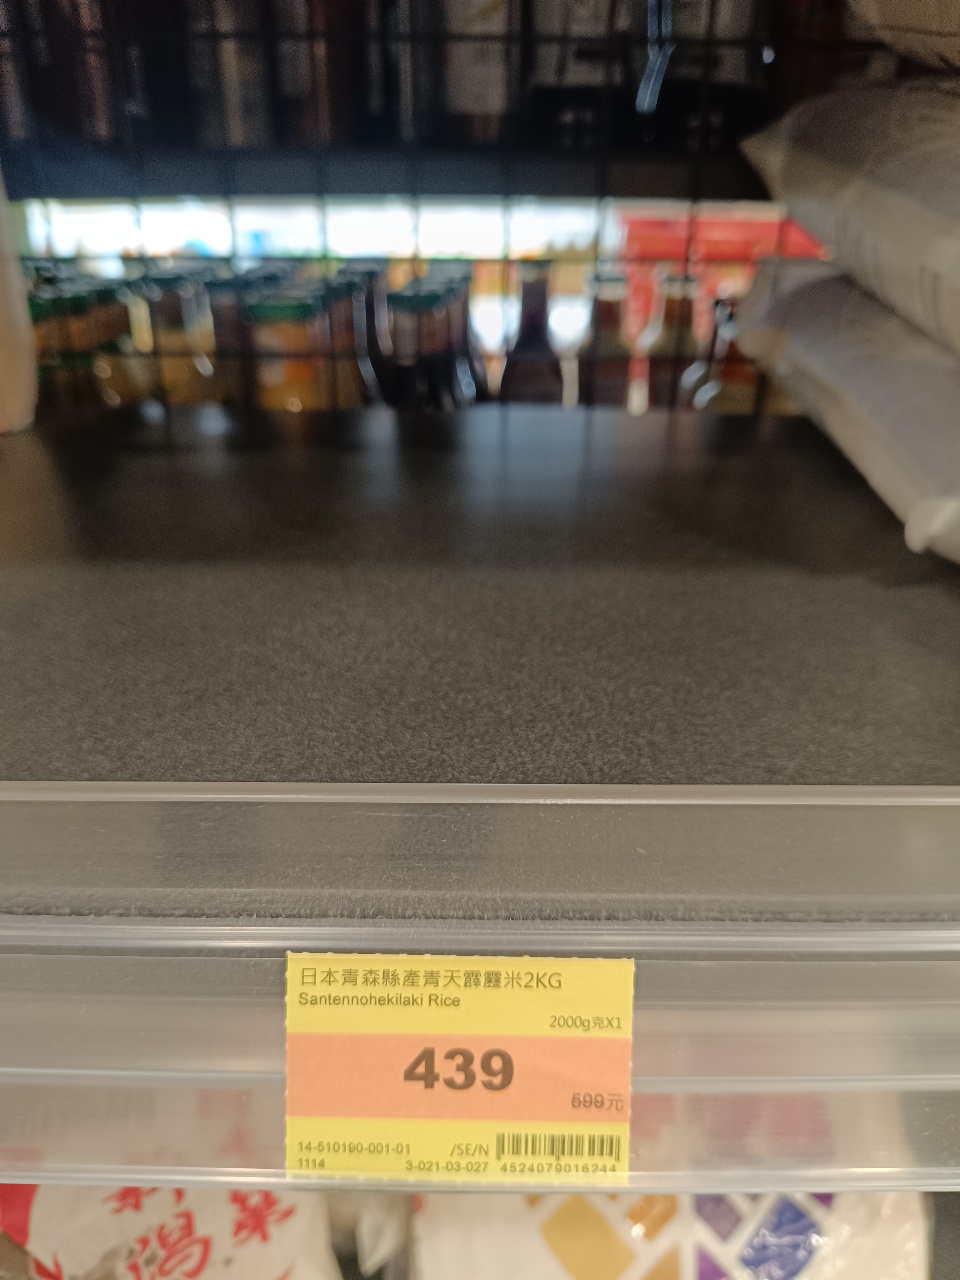 日本青森縣產青天霹靂米2KG
Santennohekilaki Rice
2000g克X1
439
599元
14-510190-001-01
/SE/N
1114
3-021-03-027
4524079016244
新
潟